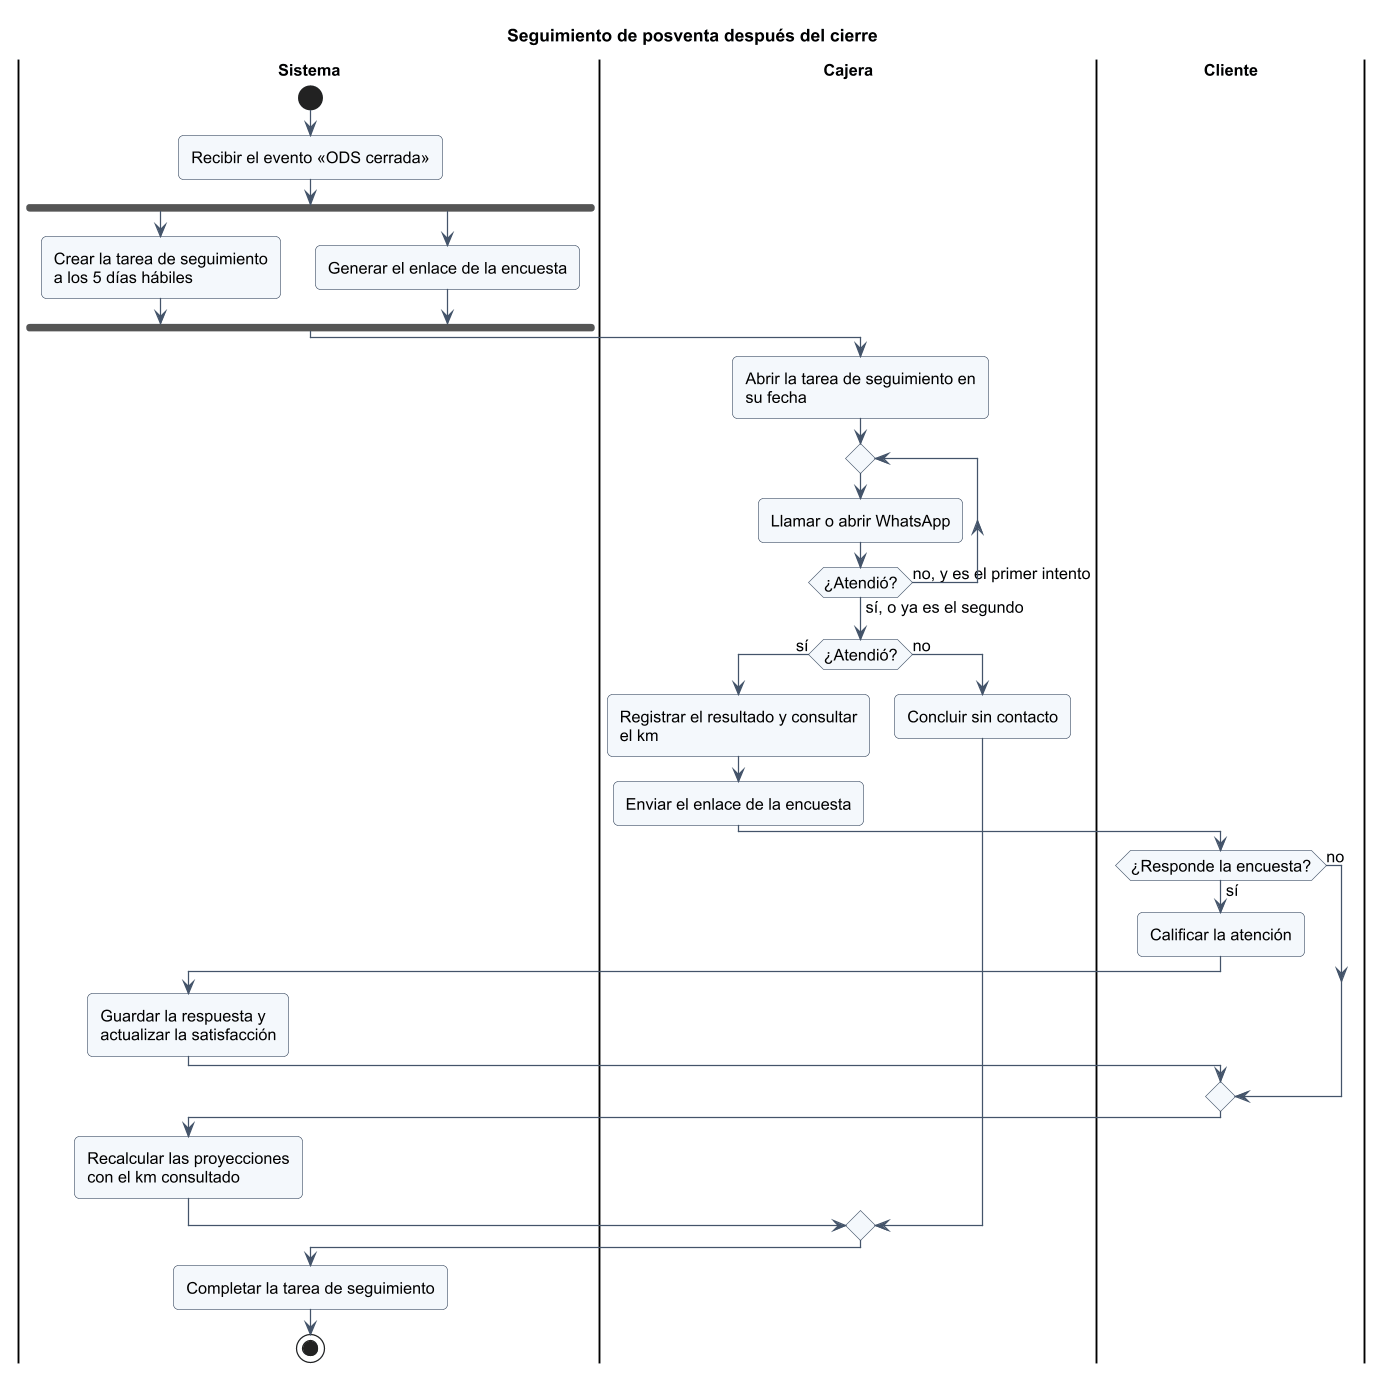 Seguimiento de posventa después del cierre
Sistema
Cajera
Cliente
Recibir el evento «ODS cerrada»
Crear la tarea de seguimiento
a los 5 días hábiles
Generar el enlace de la encuesta
Abrir la tarea de seguimiento en
su fecha
Llamar o abrir WhatsApp
¿Atendió?
no, y es el primer intento
sí, o ya es el segundo
sí
¿Atendió?
no
Registrar el resultado y consultar
el km
Concluir sin contacto
Enviar el enlace de la encuesta
¿Responde la encuesta?
no
sí
Calificar la atención
Guardar la respuesta y
actualizar la satisfacción
Recalcular las proyecciones
con el km consultado
Completar la tarea de seguimiento